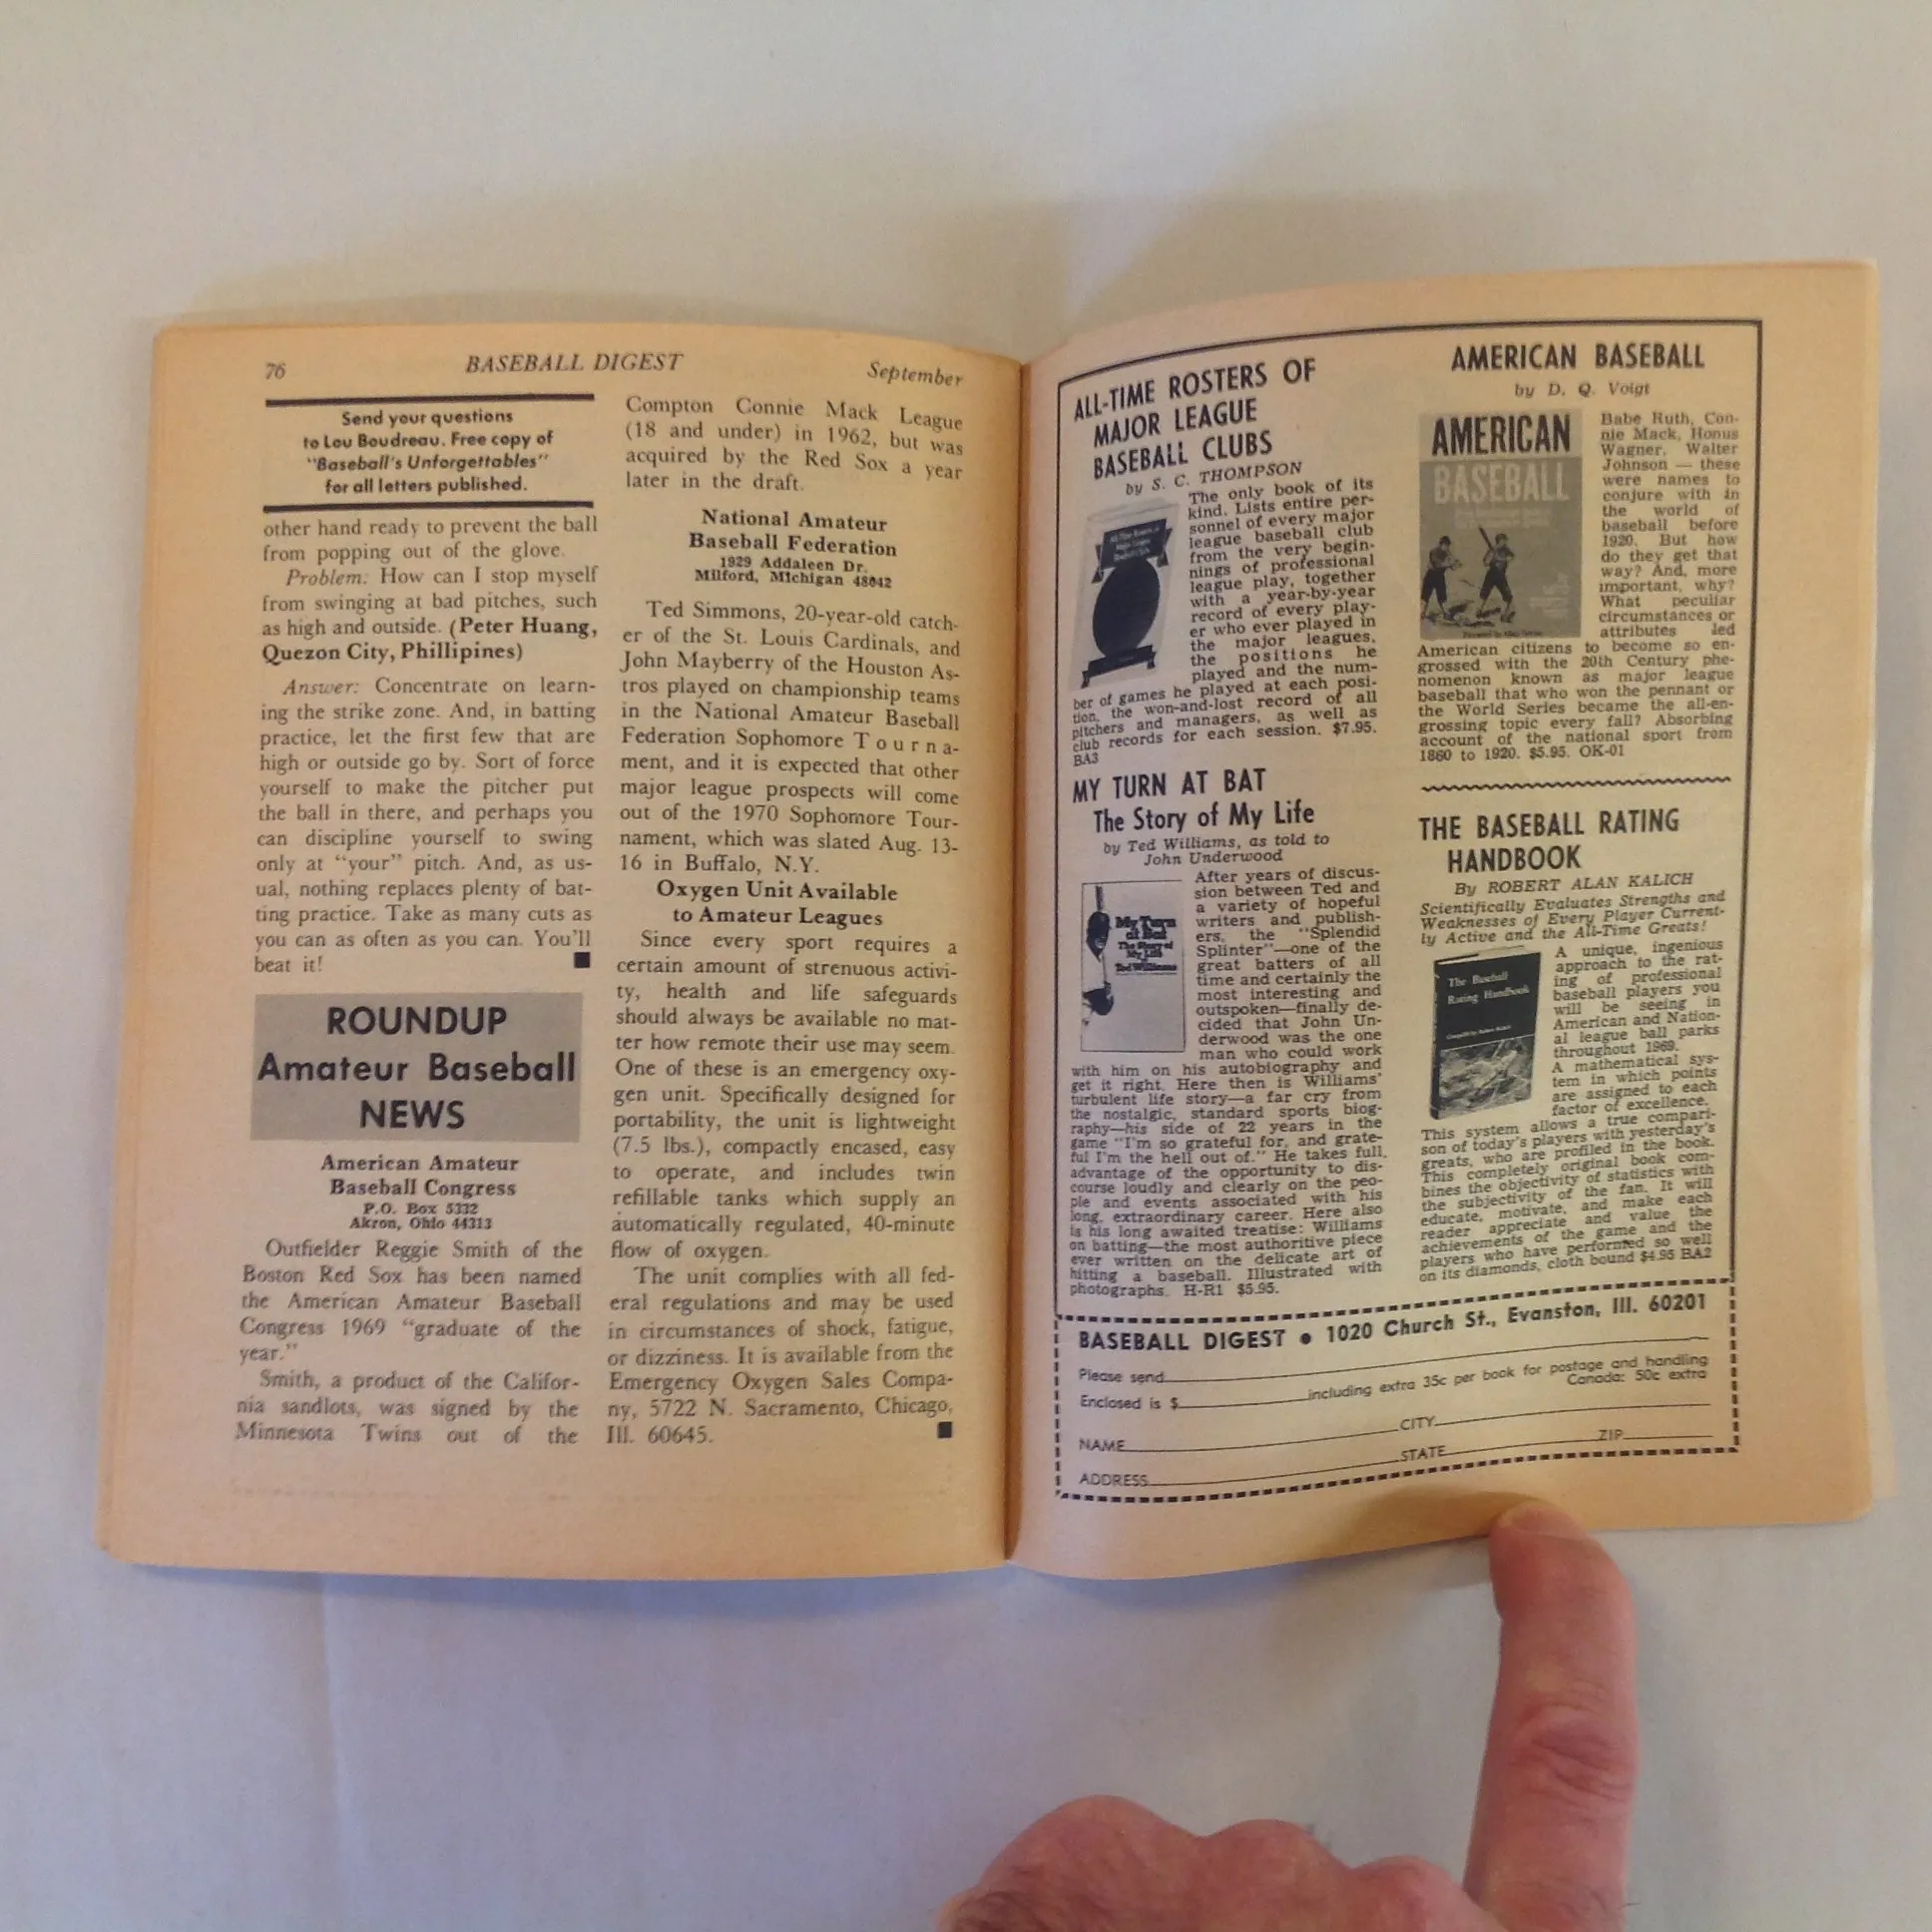 76
BASEBALL DIGEST
September
Send your questions
to Lou Boudreau. Free copy of
"Baseball's Unforgettables"
for all letters published.
other hand ready to prevent the ball
from popping out of the glove.
Problem: How can I stop myself
from swinging at bad pitches, such
as high and outside. (Peter Huang,
Quezon City, Phillipines)
Answer: Concentrate on learn-
ing the strike zone. And, in batting
practice, let the first few that are
high or outside go by. Sort of force
yourself to make the pitcher put
the ball in there, and perhaps you
can discipline yourself to swing
only at "your" pitch. And, as us-
ual, nothing replaces plenty of bat-
ting practice. Take as many cuts as
you can as often as you can. You'll
beat it! ■
ROUNDUP
Amateur Baseball
NEWS
American Amateur
Baseball Congress
P.O. Box 5332
Akron, Ohio 44313
Outfielder Reggie Smith of the
Boston Red Sox has been named
the American Amateur Baseball
Congress 1969 "graduate of the
year."
Smith, a product of the Califor-
nia sandlots, was signed by the
Minnesota Twins out of the
Compton Connie Mack League
(18 and under) in 1962, but was
acquired by the Red Sox a year
later in the draft.
National Amateur
Baseball Federation
1929 Addaleen Dr.
Milford, Michigan 48042
Ted Simmons, 20-year-old catch-
er of the St. Louis Cardinals, and
John Mayberry of the Houston As-
tros played on championship teams
in the National Amateur Baseball
Federation Sophomore Tourna-
ment, and it is expected that other
major league prospects will come
out of the 1970 Sophomore Tour-
nament, which was slated Aug. 13-
16 in Buffalo, N.Y.
Oxygen Unit Available
to Amateur Leagues
Since every sport requires a
certain amount of strenuous activi-
ty, health and life safeguards
should always be available no mat-
ter how remote their use may seem.
One of these is an emergency oxy-
gen unit. Specifically designed for
portability, the unit is lightweight
(7.5 lbs.), compactly encased, easy
to operate, and includes twin
refillable tanks which supply an
automatically regulated, 40-minute
flow of oxygen.
The unit complies with all fed-
eral regulations and may be used
in circumstances of shock, fatigue,
or dizziness. It is available from the
Emergency Oxygen Sales Compa-
ny, 5722 N. Sacramento, Chicago,
Ill. 60645. ■
ALL-TIME ROSTERS OF
MAJOR LEAGUE
BASEBALL CLUBS
by S. C. THOMPSON
The only book of its
kind. Lists entire per-
sonnel of every major
league baseball club
from the very begin-
nings of professional
league play, together
with a year-by-year
record of every play-
er who ever played in
the major leagues,
the positions he
played and the num-
ber of games he played at each posi-
tion, the won-and-lost record of all
pitchers and managers, as well as
club records for each session. $7.95.
BA3
MY TURN AT BAT
The Story of My Life
by Ted Williams, as told to
John Underwood
My Turn
at Bat
The Story of
My Life
Ted Williams
After years of discus-
sion between Ted and
a variety of hopeful
writers and publish-
ers, the "Splendid
Splinter"—one of the
great batters of all
time and certainly the
most interesting and
outspoken—finally de-
cided that John Un-
derwood was the one
man who could work
with him on his autobiography and
get it right. Here then is Williams'
turbulent life story—a far cry from
the nostalgic, standard sports biog-
raphy—his side of 22 years in the
game "I'm so grateful for, and grate-
ful I'm the hell out of." He takes full,
advantage of the opportunity to dis-
course loudly and clearly on the peo-
ple and events associated with his
long, extraordinary career. Here also
is his long awaited treatise: Williams
on batting—the most authoritive piece
ever written on the delicate art of
hitting a baseball. Illustrated with
photographs. H-R1 $5.95.
AMERICAN BASEBALL
by D. Q. Voigt
AMERICAN
BASEBALL
Babe Ruth, Con-
nie Mack, Honus
Wagner, Walter
Johnson — these
were names to
conjure with in
the world of
baseball before
1920. But how
do they get that
way? And, more
important, why?
What peculiar
circumstances or
attributes led
American citizens to become so en-
grossed with the 20th Century phe-
nomenon known as major league
baseball that who won the pennant or
the World Series became the all-en-
grossing topic every fall? Absorbing
account of the national sport from
1860 to 1920. $5.95. OK-01
THE BASEBALL RATING
HANDBOOK
By ROBERT ALAN KALICH
Scientifically Evaluates Strengths and
Weaknesses of Every Player Current-
ly Active and the All-Time Greats!
The Baseball
Rating Handbook
A unique, ingenious
approach to the rat-
ing of professional
baseball players you
will be seeing in
American and Nation-
al league ball parks
throughout 1969.
A mathematical sys-
tem in which points
are assigned to each
factor of excellence.
This system allows a true compari-
son of today's players with yesterday's
greats, who are profiled in the book.
This completely original book com-
bines the objectivity of statistics with
the subjectivity of the fan. It will
educate, motivate, and make each
reader appreciate and value the
achievements of the game and the
players who have performed so well
on its diamonds, cloth bound $4.95 BA2
BASEBALL DIGEST ● 1020 Church St., Evanston, Ill. 60201
Please send
Enclosed is $ including extra 35c per book for postage and handling
Canada: 50c extra
NAME CITY
ADDRESS STATE ZIP